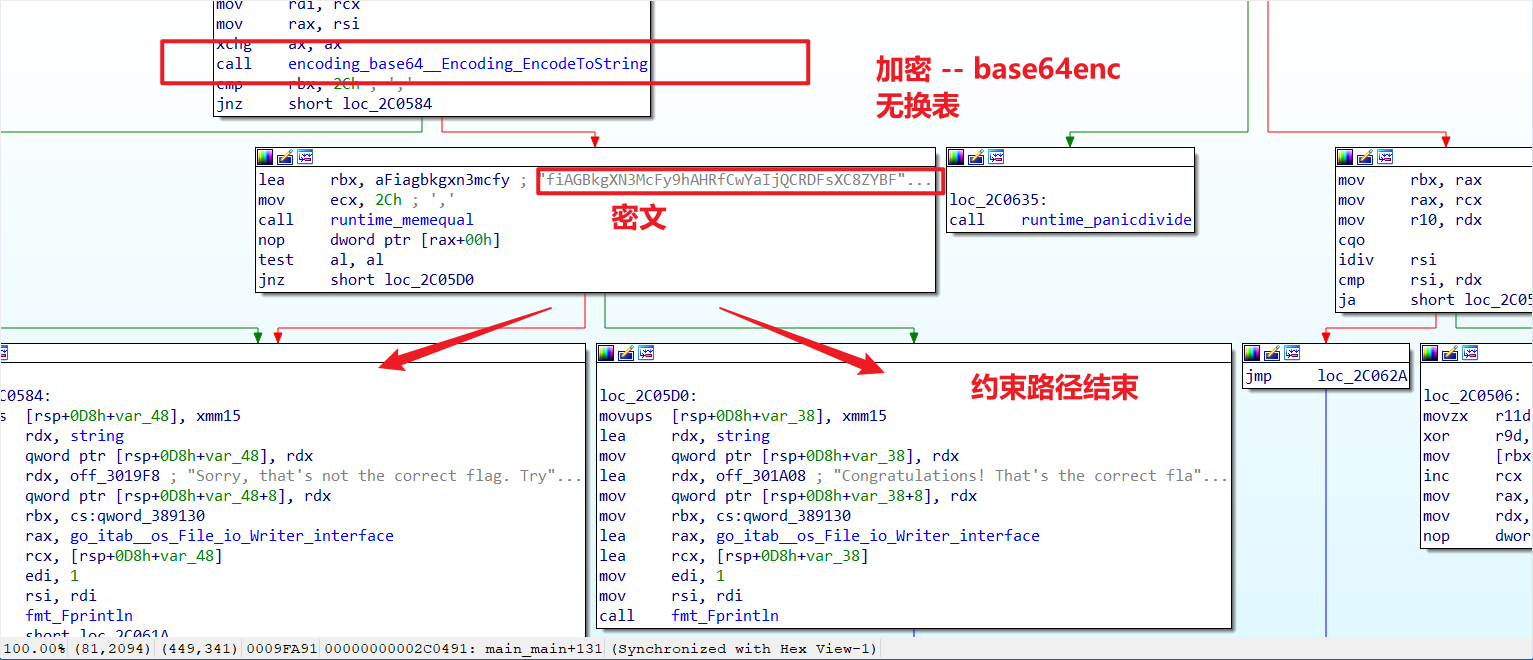 mov rdi, rcx
mov rax, rsi
xchg ax, ax
call encoding_base64__Encoding_EncodeToString
cmp rbx, 2Ch ; ','
jnz short loc_2C0584
加密 -- base64enc
无换表
lea rbx, aFiagbkgxn3mcfy ; "fiAGBkgXN3McFy9hAHRfCwYaIjQCRDFsXC8ZYBF"...
mov ecx, 2Ch ; ','
call runtime_memequal
nop dword ptr [rax+00h]
test al, al
jnz short loc_2C05D0
密文
loc_2C0635:
call runtime_panicdivide
mov rbx, rax
mov rax, rcx
mov r10, rdx
cqo
idiv rsi
cmp rsi, rdx
ja short loc_2C05
约束路径结束
C0584:
s [rsp+0D8h+var_48], xmm15
rdx, string
qword ptr [rsp+0D8h+var_48], rdx
rdx, off_3019F8 ; "Sorry, that's not the correct flag. Try"...
qword ptr [rsp+0D8h+var_48+8], rdx
rbx, cs:qword_389130
rax, go_itab__os_File_io_Writer_interface
rcx, [rsp+0D8h+var_48]
edi, 1
rsi, rdi
fmt_Fprintln
short loc_2C061A
loc_2C05D0:
movups [rsp+0D8h+var_38], xmm15
lea rdx, string
mov qword ptr [rsp+0D8h+var_38], rdx
lea rdx, off_301A08 ; "Congratulations! That's the correct fla"...
mov qword ptr [rsp+0D8h+var_38+8], rdx
mov rbx, cs:qword_389130
lea rax, go_itab__os_File_io_Writer_interface
lea rcx, [rsp+0D8h+var_38]
mov edi, 1
mov rsi, rdi
call fmt_Fprintln
jmp loc_2C062A
loc_2C0506:
movzx r11d
xor r9d,
mov [rbx
inc rcx
mov rax,
mov rdx,
nop dwor
100.00% (81,2094) (449,341) 0009FA91 00000000002C0491: main_main+131 (Synchronized with Hex View-1)